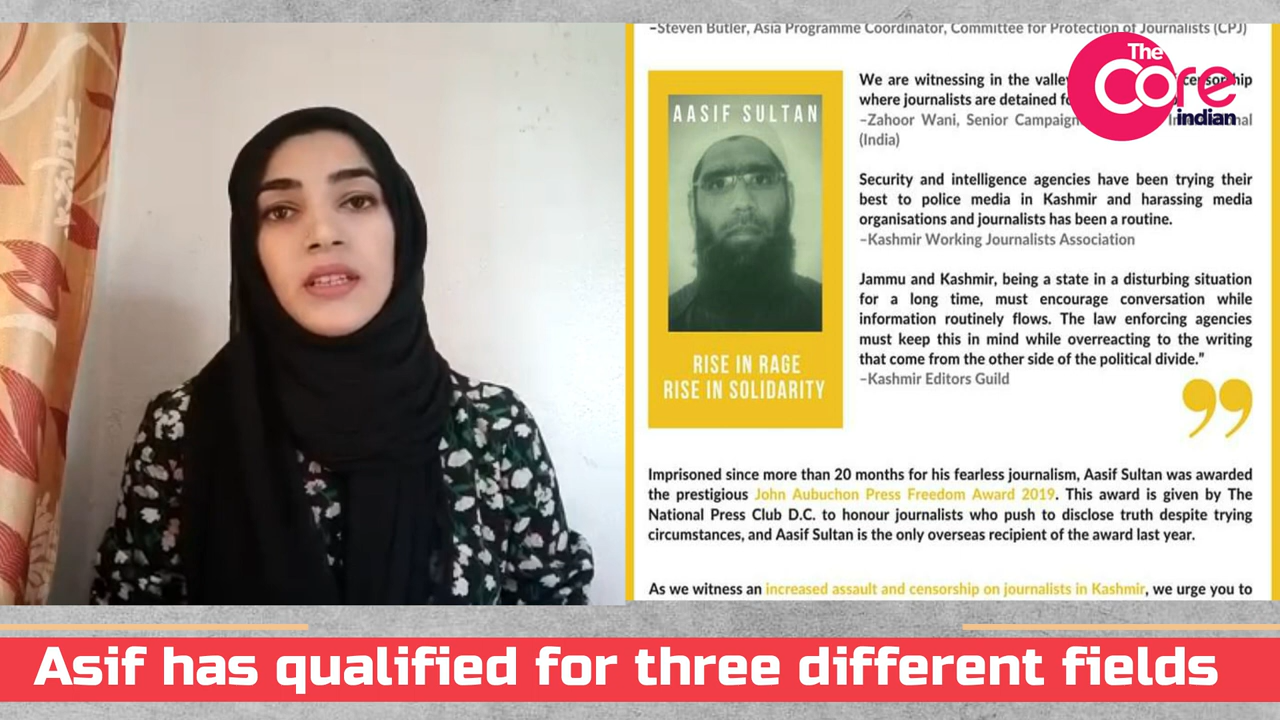 –Steven Butler, Asia Programme Coordinator, Committee for Protection of Journalists (CPJ)
The
Core
indian
AASIF SULTAN
RISE IN RAGE
RISE IN SOLIDARITY
We are witnessing in the valley censorship
where journalists are detained
–Zahoor Wani, Senior Campaign
(India)
Security and intelligence agencies have been trying their
best to police media in Kashmir and harassing media
organisations and journalists has been a routine.
–Kashmir Working Journalists Association
Jammu and Kashmir, being a state in a disturbing situation
for a long time, must encourage conversation while
information routinely flows. The law enforcing agencies
must keep this in mind while overreacting to the writing
that come from the other side of the political divide.”
–Kashmir Editors Guild
Imprisoned since more than 20 months for his fearless journalism, Aasif Sultan was awarded
the prestigious John Aubuchon Press Freedom Award 2019. This award is given by The
National Press Club D.C. to honour journalists who push to disclose truth despite trying
circumstances, and Aasif Sultan is the only overseas recipient of the award last year.
As we witness an increased assault and censorship on journalists in Kashmir, we urge you to
Asif has qualified for three different fields